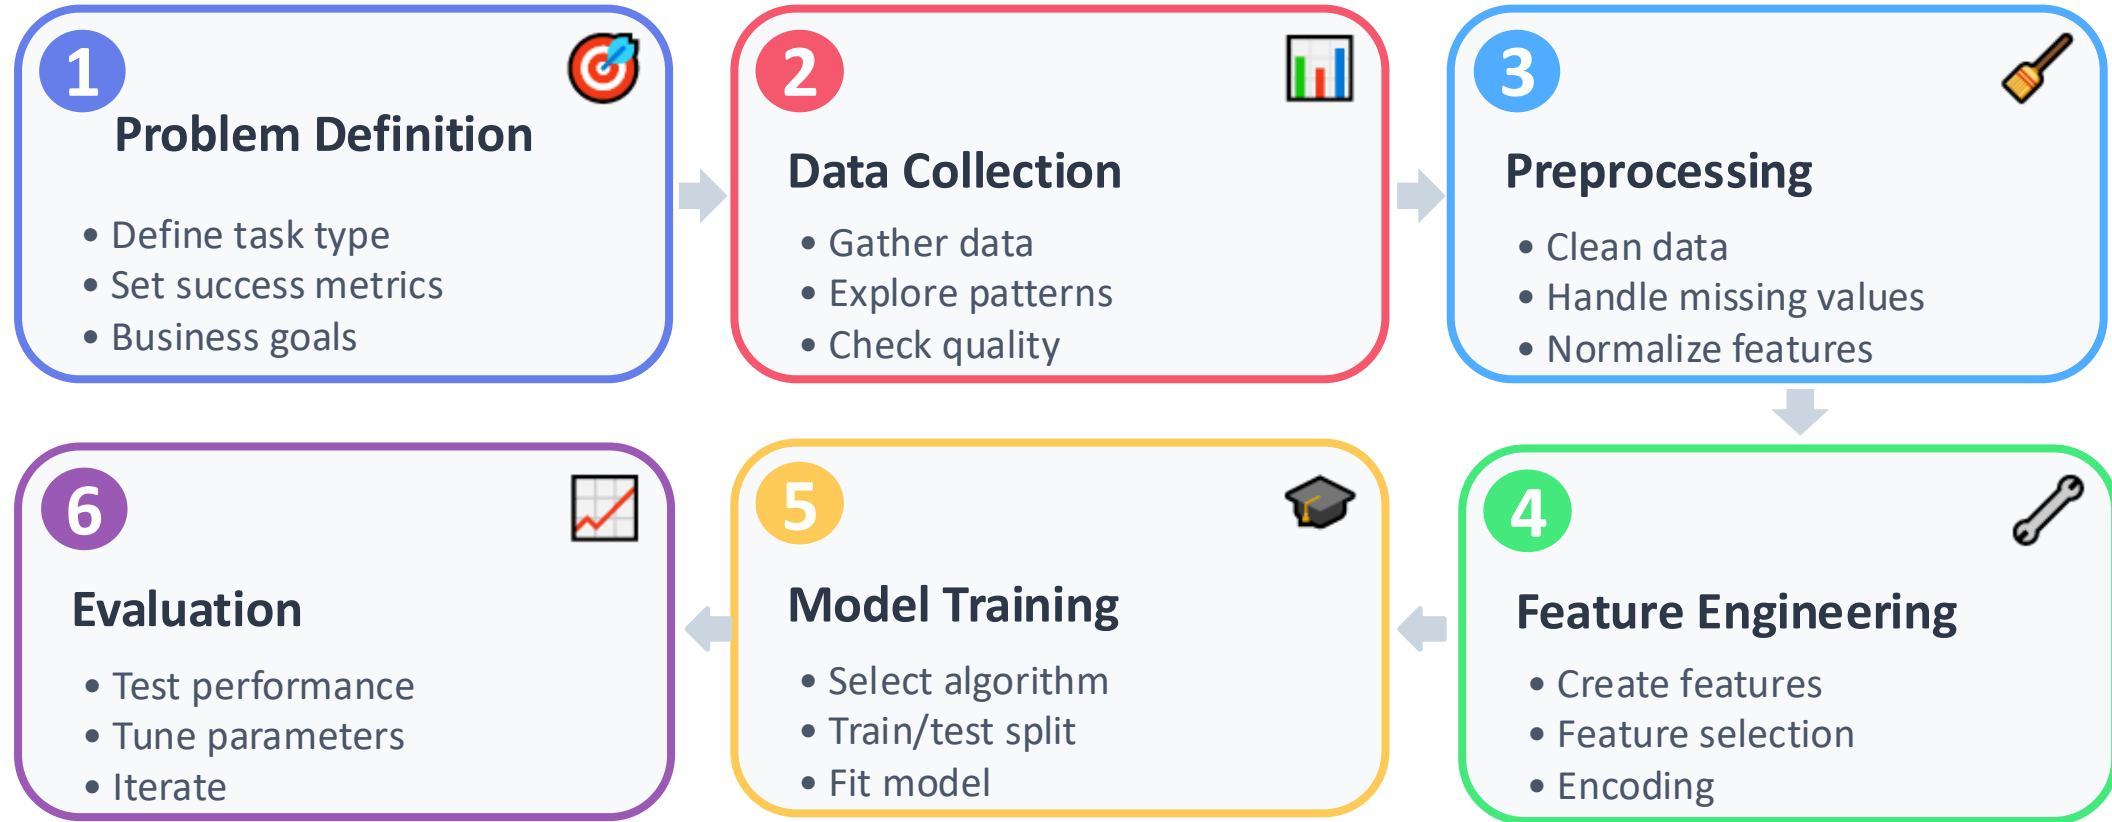 1
Problem Definition
• Define task type
• Set success metrics
• Business goals
2
Data Collection
• Gather data
• Explore patterns
• Check quality
3
Preprocessing
• Clean data
• Handle missing values
• Normalize features
4
Feature Engineering
• Create features
• Feature selection
• Encoding
5
Model Training
• Select algorithm
• Train/test split
• Fit model
6
Evaluation
• Test performance
• Tune parameters
• Iterate